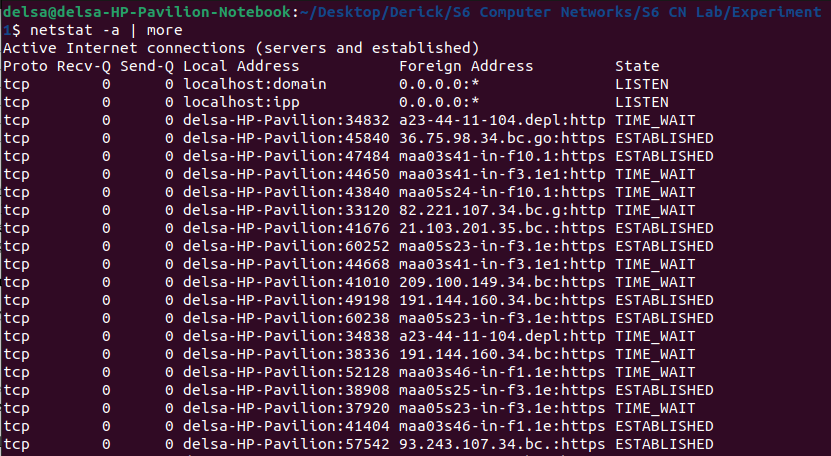 delsa@delsa-HP-Pavilion-Notebook:~/Desktop/Derick/S6 Computer Networks/S6 CN Lab/Experiment
1$ netstat -a | more
Active Internet connections (servers and established)
Proto Recv-Q Send-Q Local Address           Foreign Address         State
tcp        0      0 localhost:domain        0.0.0.0:*               LISTEN
tcp        0      0 localhost:ipp           0.0.0.0:*               LISTEN
tcp        0      0 delsa-HP-Pavilion:34832 a23-44-11-104.depl:http TIME_WAIT
tcp        0      0 delsa-HP-Pavilion:45840 36.75.98.34.bc.go:https ESTABLISHED
tcp        0      0 delsa-HP-Pavilion:47484 maa03s41-in-f10.1:https ESTABLISHED
tcp        0      0 delsa-HP-Pavilion:44650 maa03s41-in-f3.1e1:http TIME_WAIT
tcp        0      0 delsa-HP-Pavilion:43840 maa05s24-in-f10.1:https TIME_WAIT
tcp        0      0 delsa-HP-Pavilion:33120 82.221.107.34.bc.g:http TIME_WAIT
tcp        0      0 delsa-HP-Pavilion:41676 21.103.201.35.bc.:https ESTABLISHED
tcp        0      0 delsa-HP-Pavilion:60252 maa05s23-in-f3.1e:https ESTABLISHED
tcp        0      0 delsa-HP-Pavilion:44668 maa03s41-in-f3.1e1:http TIME_WAIT
tcp        0      0 delsa-HP-Pavilion:41010 209.100.149.34.bc:https TIME_WAIT
tcp        0      0 delsa-HP-Pavilion:49198 191.144.160.34.bc:https ESTABLISHED
tcp        0      0 delsa-HP-Pavilion:60238 maa05s23-in-f3.1e:https ESTABLISHED
tcp        0      0 delsa-HP-Pavilion:34838 a23-44-11-104.depl:http TIME_WAIT
tcp        0      0 delsa-HP-Pavilion:38336 191.144.160.34.bc:https TIME_WAIT
tcp        0      0 delsa-HP-Pavilion:52128 maa03s46-in-f1.1e:https TIME_WAIT
tcp        0      0 delsa-HP-Pavilion:38908 maa05s25-in-f3.1e:https ESTABLISHED
tcp        0      0 delsa-HP-Pavilion:37920 maa05s23-in-f3.1e:https TIME_WAIT
tcp        0      0 delsa-HP-Pavilion:41404 maa03s46-in-f1.1e:https ESTABLISHED
tcp        0      0 delsa-HP-Pavilion:57542 93.243.107.34.bc.:https ESTABLISHED